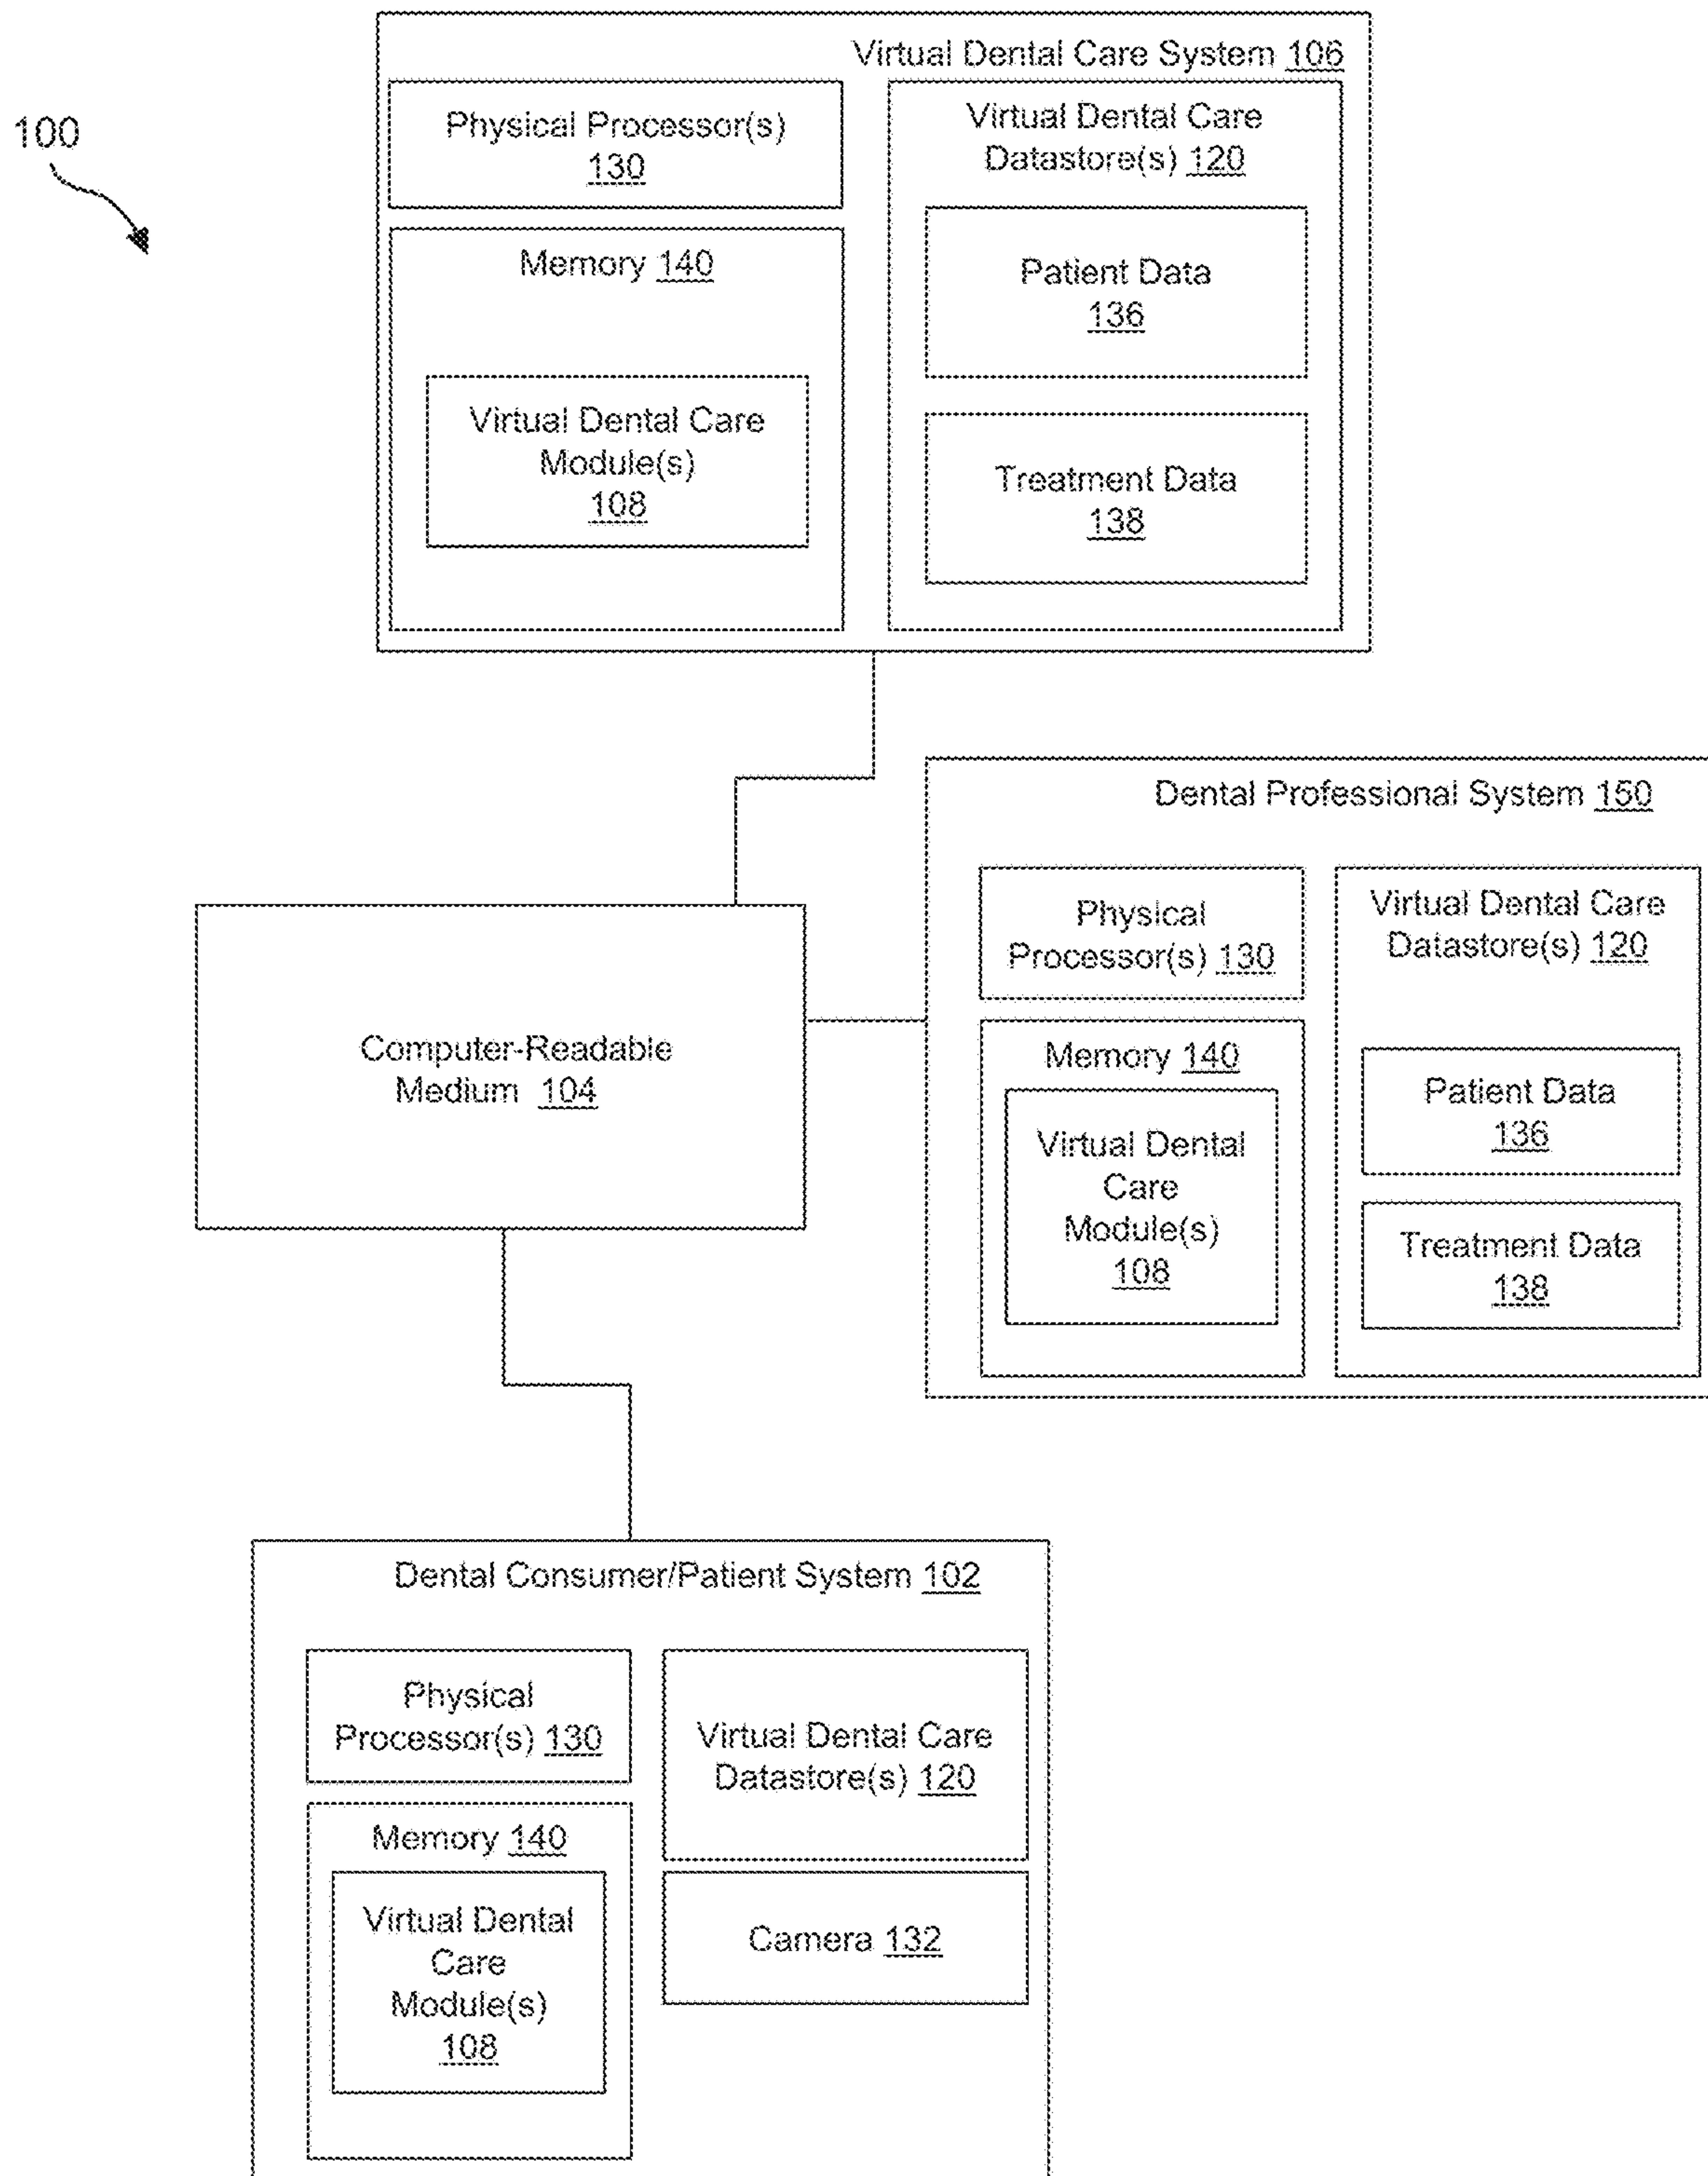 100
Virtual Dental Care System 106
Physical Processor(s)
130
Memory 140
Virtual Dental Care
Module(s)
108
Virtual Dental Care
Datastore(s) 120
Patient Data
136
Treatment Data
138
Dental Professional System 150
Physical
Processor(s) 130
Memory 140
Virtual Dental
Care
Module(s)
108
Virtual Dental Care
Datastore(s) 120
Patient Data
136
Treatment Data
138
Computer-Readable
Medium 104
Dental Consumer/Patient System 102
Physical
Processor(s) 130
Memory 140
Virtual Dental
Care
Module(s)
108
Virtual Dental Care
Datastore(s) 120
Camera 132